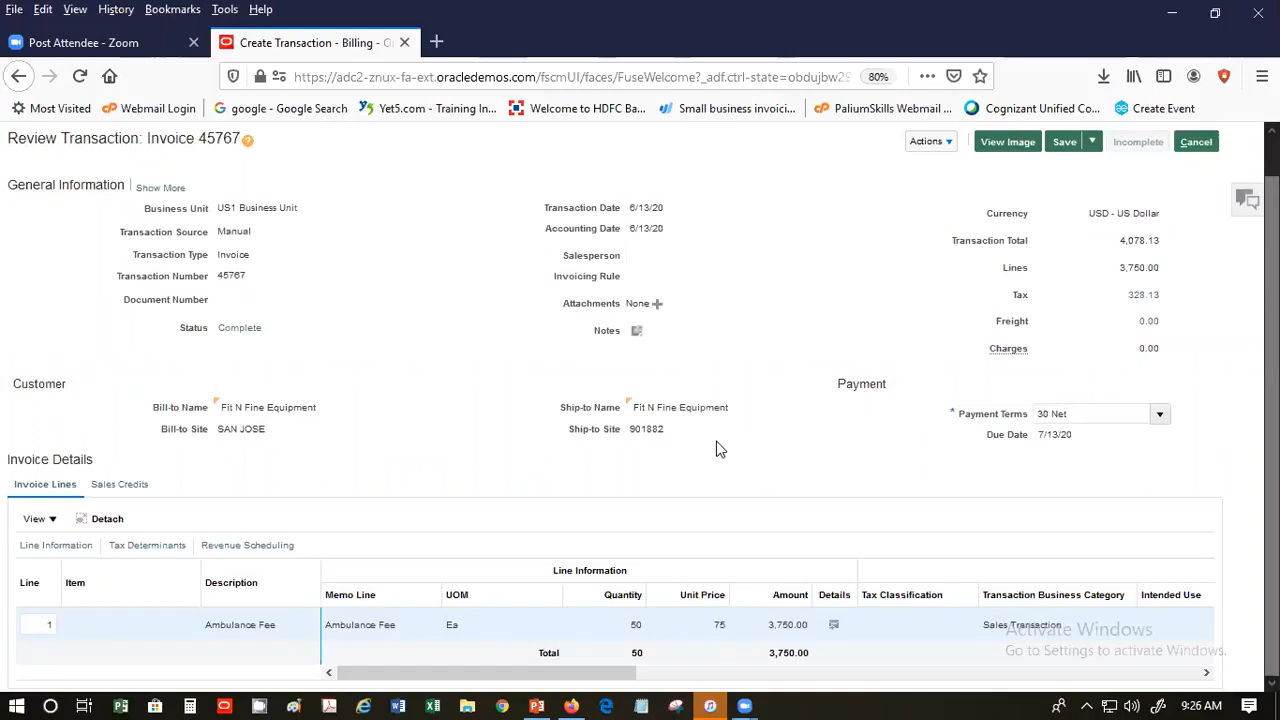 File Edit View History Bookmarks Tools Help
Post Attendee - Zoom
Create Transaction - Billing - O
https://adc2-znux-fa-ext.oracledemos.com/fscmUI/faces/FuseWelcome?_adf.ctrl-state=obdujbw25 80%
Most Visited Webmail Login google - Google Search Yet5.com - Training In... Welcome to HDFC Ba... Small business invoici... PaliumSkills Webmail ... Cognizant Unified Co... Create Event
Review Transaction: Invoice 45767
Actions View Image Save Incomplete Cancel
General Information Show More
Business Unit US1 Business Unit
Transaction Source Manual
Transaction Type Invoice
Transaction Number 45767
Document Number
Status Complete
Transaction Date 6/13/20
Accounting Date 6/13/20
Salesperson
Invoicing Rule
Attachments None
Notes
Currency USD - US Dollar
Transaction Total 4,078.13
Lines 3,750.00
Tax 328.13
Freight 0.00
Charges 0.00
Customer
Bill-to Name Fit N Fine Equipment
Bill-to Site SAN JOSE
Ship-to Name Fit N Fine Equipment
Ship-to Site 901882
Payment
* Payment Terms 30 Net
Due Date 7/13/20
Invoice Details
Invoice Lines Sales Credits
View Detach
Line Information Tax Determinants Revenue Scheduling
Line Information
Line Item Description Memo Line UOM Quantity Unit Price Amount Details Tax Classification Transaction Business Category Intended Use
1 Ambulance Fee Ambulance Fee Ea 50 75 3,750.00 Sales Transaction
Total 50 3,750.00
Activate Windows
Go to Settings to activate Windows.
9:26 AM